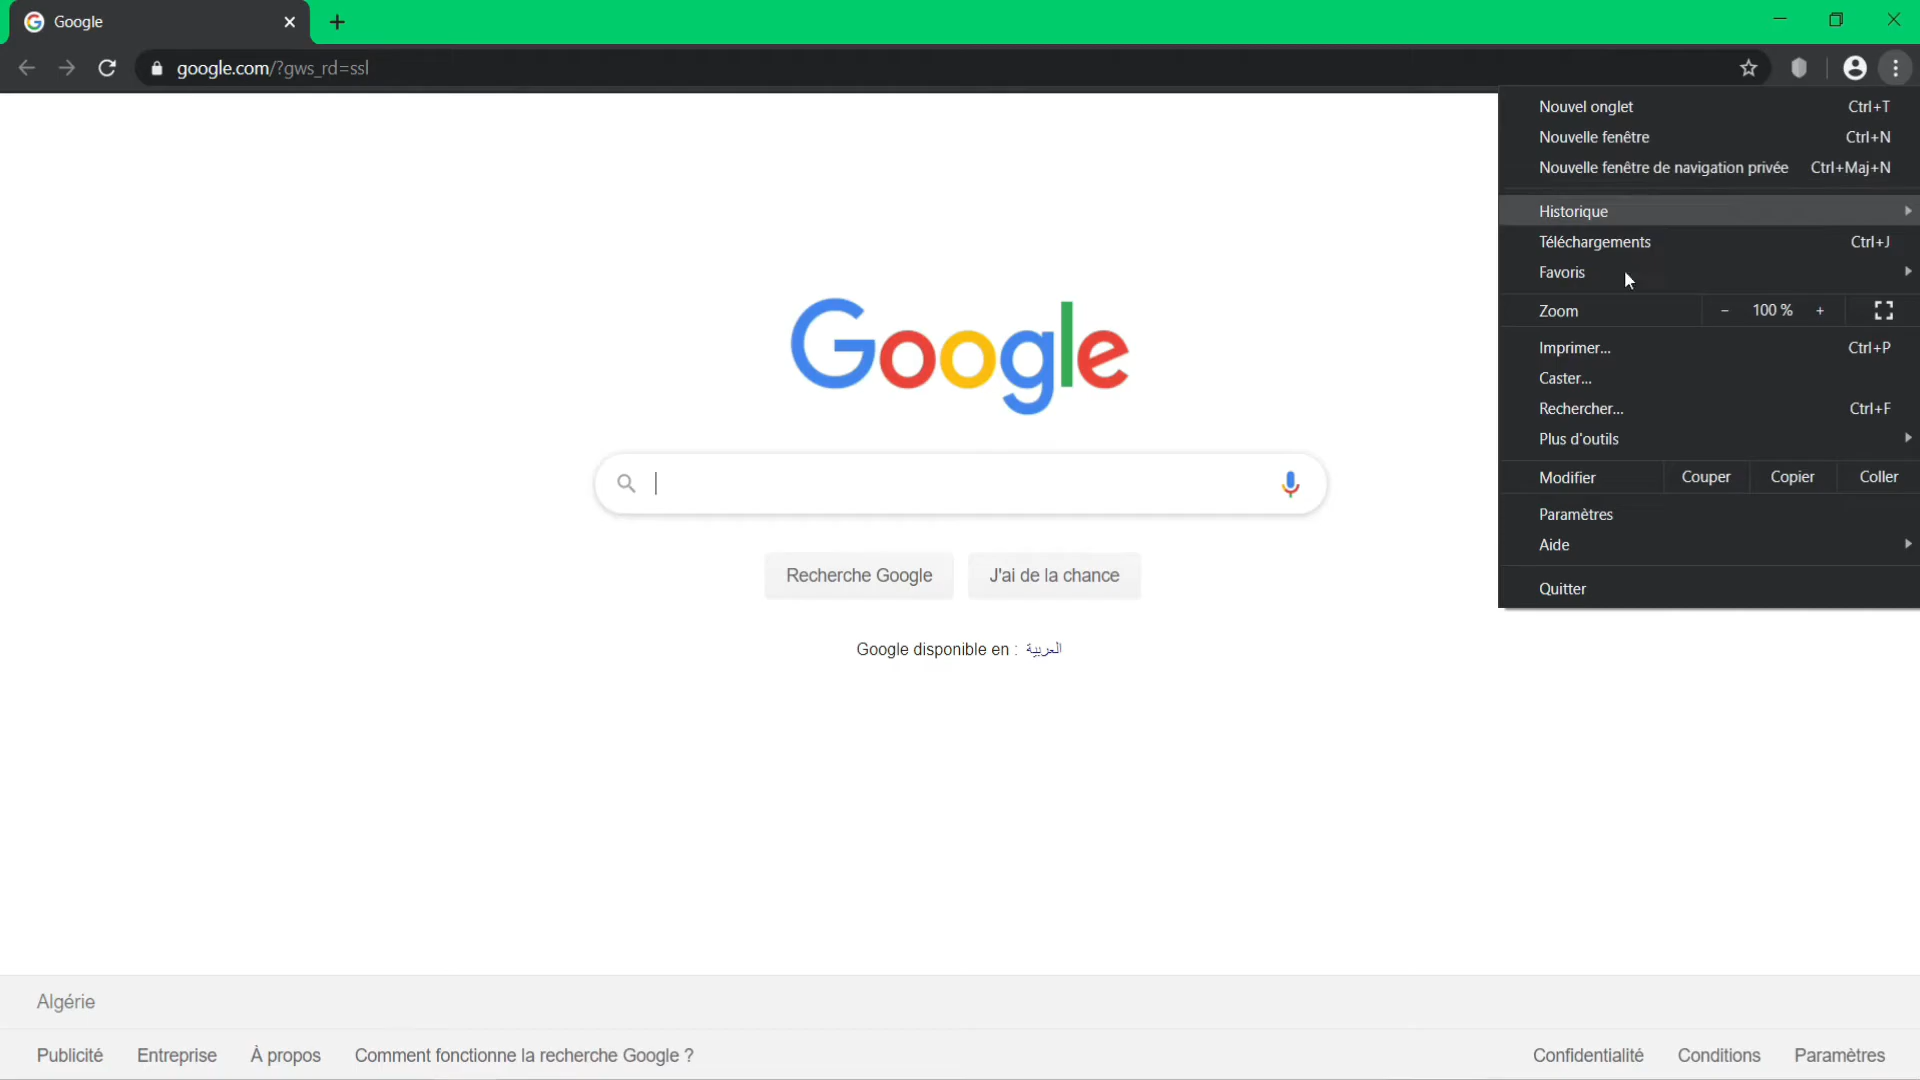 Google
google.com/?gws_rd=ssl
Nouvel onglet Ctrl+T
Nouvelle fenêtre Ctrl+N
Nouvelle fenêtre de navigation privée Ctrl+Maj+N
Historique
Téléchargements Ctrl+J
Favoris
Zoom - 100 % +
Imprimer... Ctrl+P
Caster...
Rechercher... Ctrl+F
Plus d'outils
Modifier Couper Copier Coller
Paramètres
Aide
Quitter
Google
Recherche Google J'ai de la chance
Google disponible en : العربية
Algérie
Publicité Entreprise À propos Comment fonctionne la recherche Google ? Confidentialité Conditions Paramètres